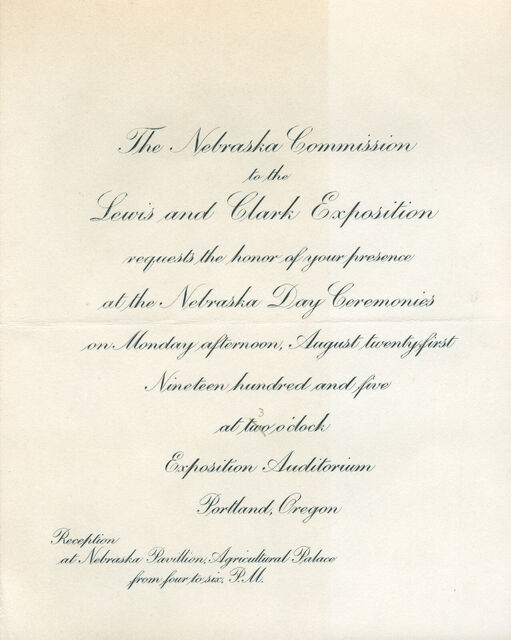 The Nebraska Commission
to the
Lewis and Clark Exposition
requests the honor of your presence
at the Nebraska Day Ceremonies
on Monday afternoon, August twenty-first
Nineteen hundred and five
3
at two o'clock
Exposition Auditorium
Portland, Oregon
Reception
at Nebraska Pavillion, Agricultural Palace
from four to six, P.M.